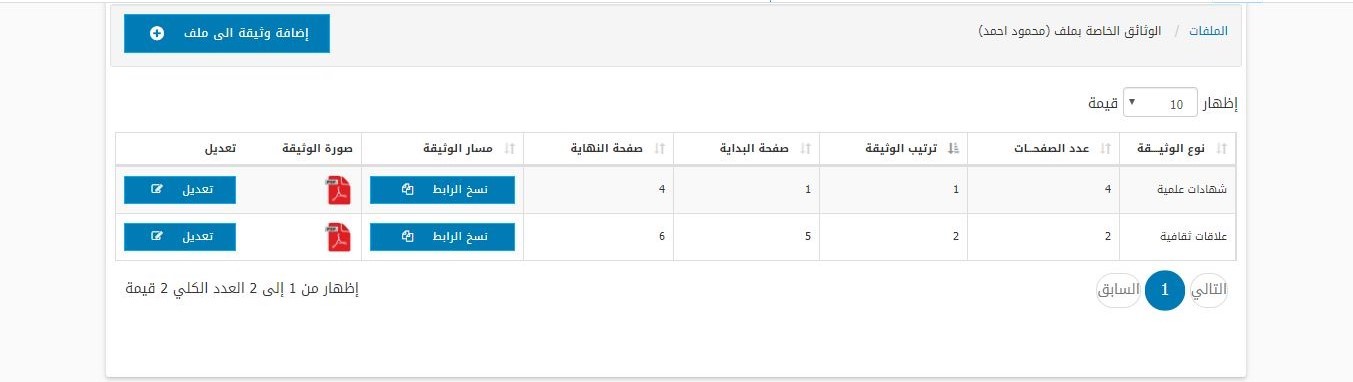 الملفات / الوثائق الخاصة بملف (محمود احمد)
إضافة وثيقة الى ملف
إظهار 10 قيمة
نوع الوثيـــقة عدد الصفحــات ترتيب الوثيقة صفحة البداية صفحة النهاية مسار الوثيقة صورة الوثيقة تعديل
شهادات علمية 4 1 1 4 نسخ الرابط PDF تعديل
علاقات ثقافية 2 2 5 6 نسخ الرابط PDF تعديل
التالي 1 السابق
إظهار من 1 إلى 2 العدد الكلي 2 قيمة